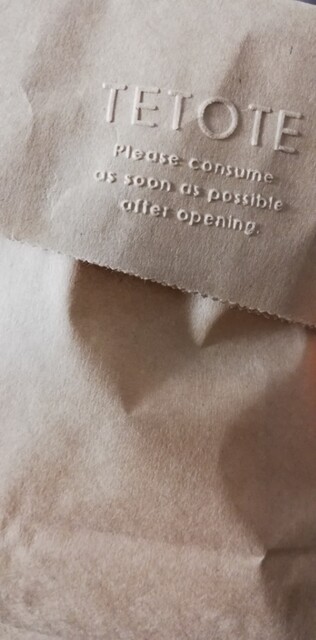 TETOTE
Please consume
as soon as possible
after opening.